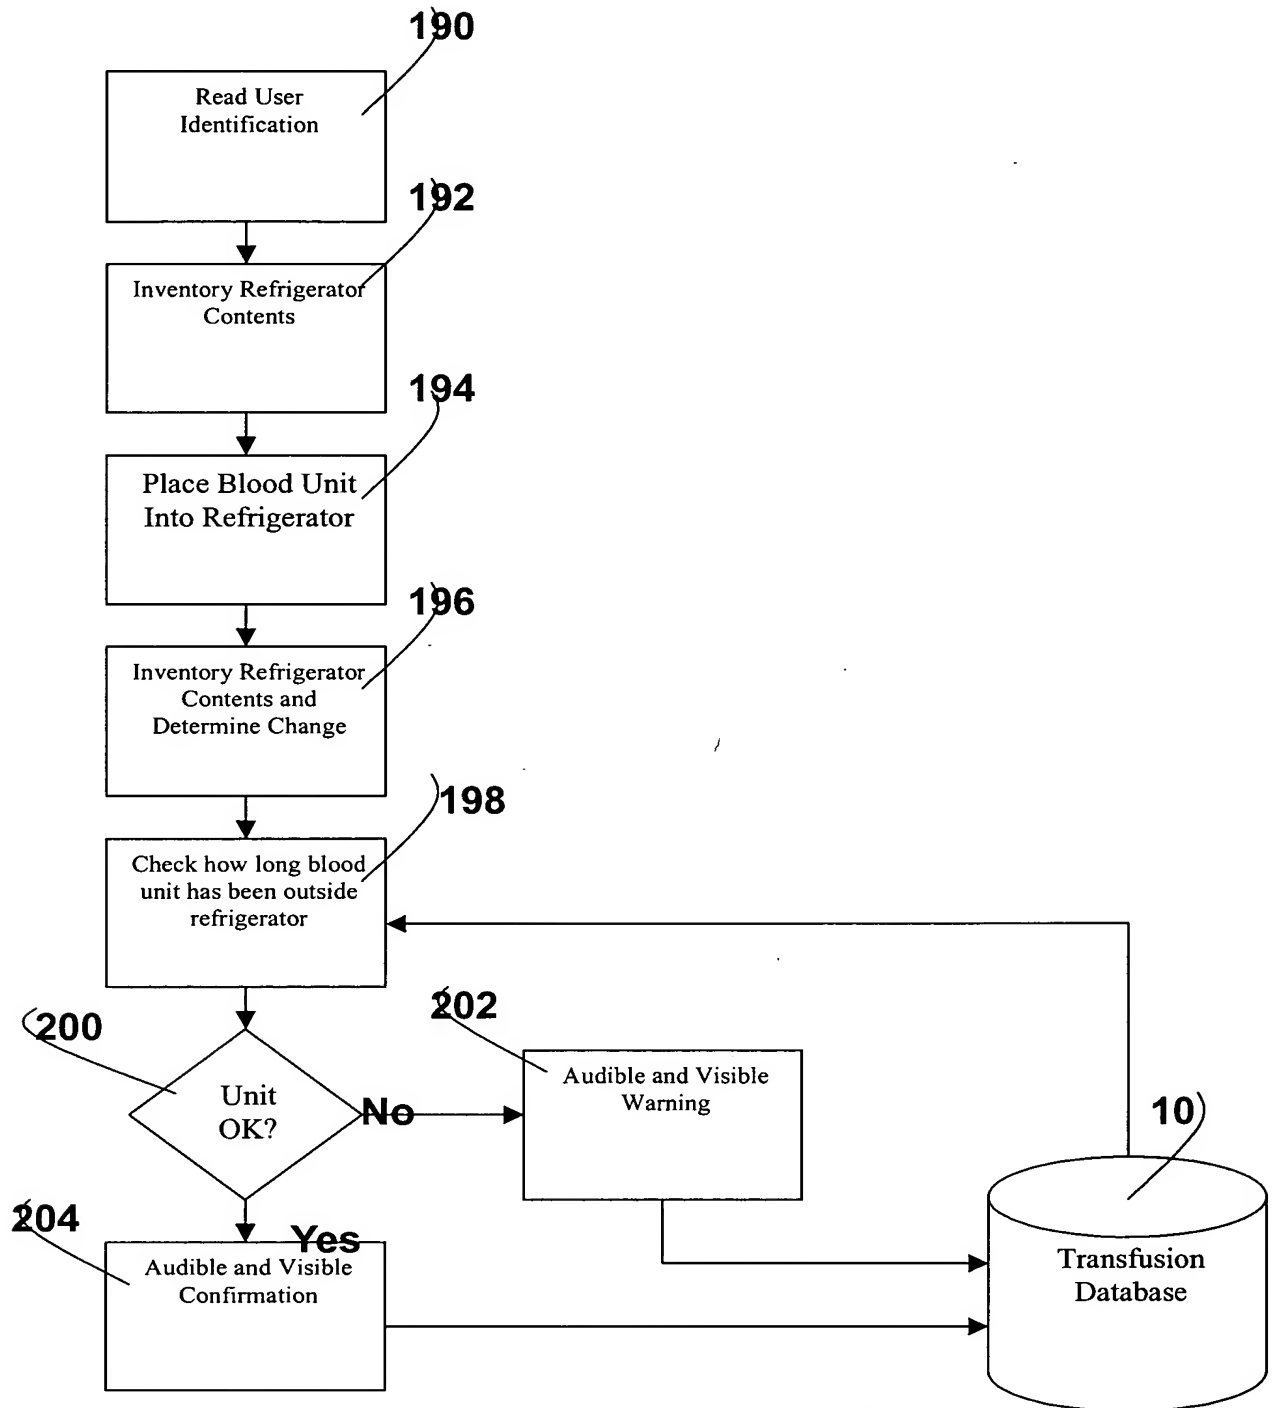 190
Read User
Identification
192
Inventory Refrigerator
Contents
194
Place Blood Unit
Into Refrigerator
196
Inventory Refrigerator
Contents and
Determine Change
198
Check how long blood
unit has been outside
refrigerator
200
Unit
OK?
No
202
Audible and Visible
Warning
10
Transfusion
Database
204
Yes
Audible and Visible
Confirmation